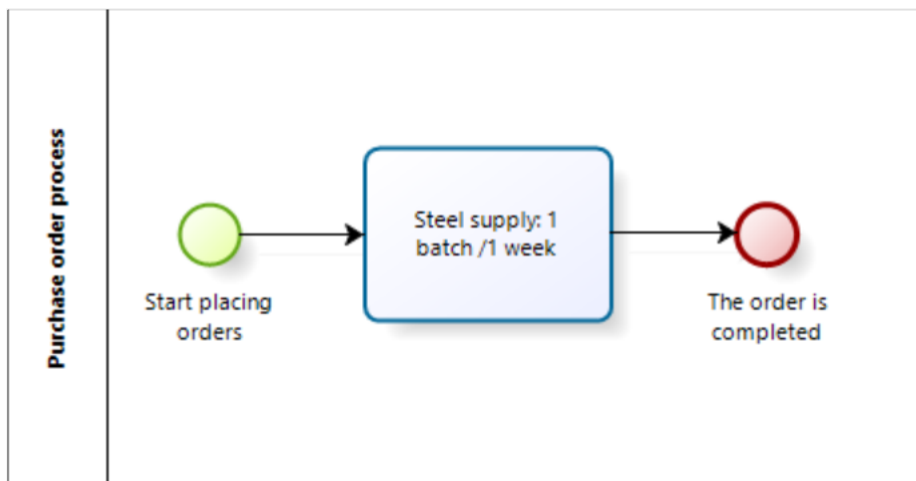 Purchase order process
Start placing
orders
Steel supply: 1
batch /1 week
The order is
completed